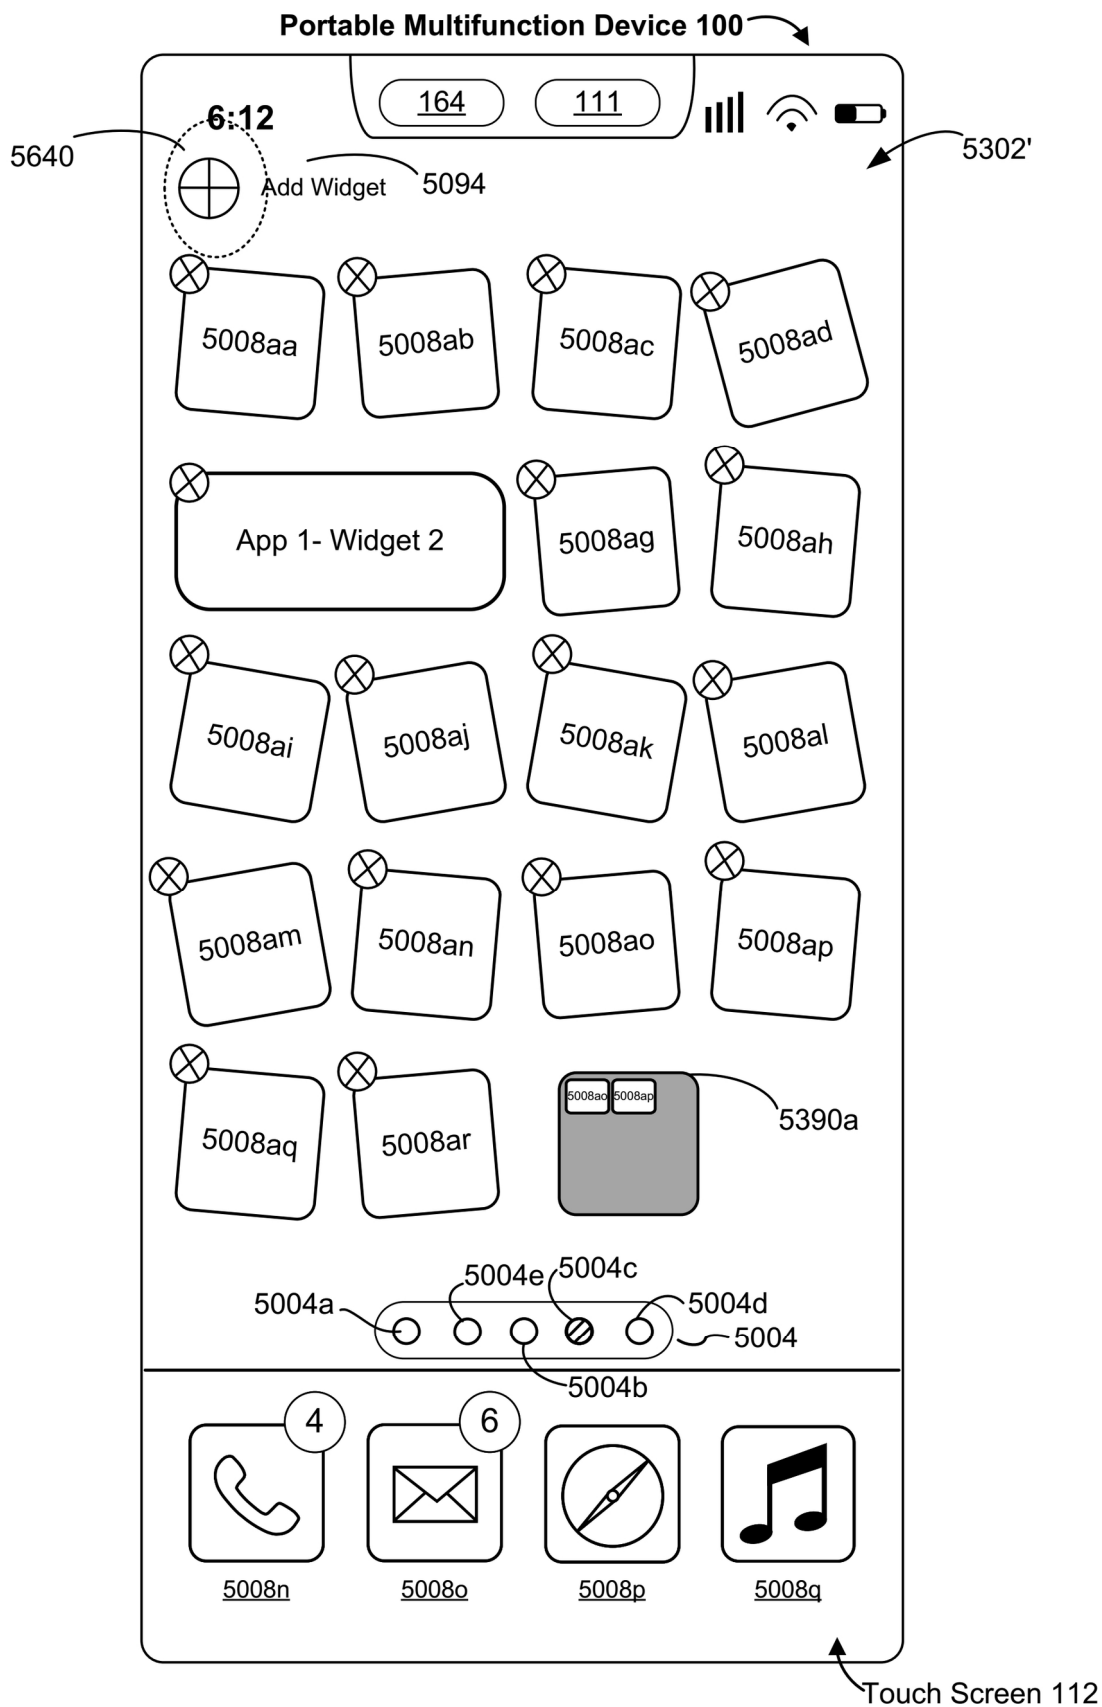 Portable Multifunction Device 100
164
111
6:12
5640
5302'
Add Widget
5094
5008aa
5008ab
5008ac
5008ad
App 1- Widget 2
5008ag
5008ah
5008ai
5008aj
5008ak
5008al
5008am
5008an
5008ao
5008ap
5008aq
5008ar
5008ao
5008ap
5390a
5004e
5004c
5004a
5004d
5004
5004b
4
6
5008n
5008o
5008p
5008q
Touch Screen 112